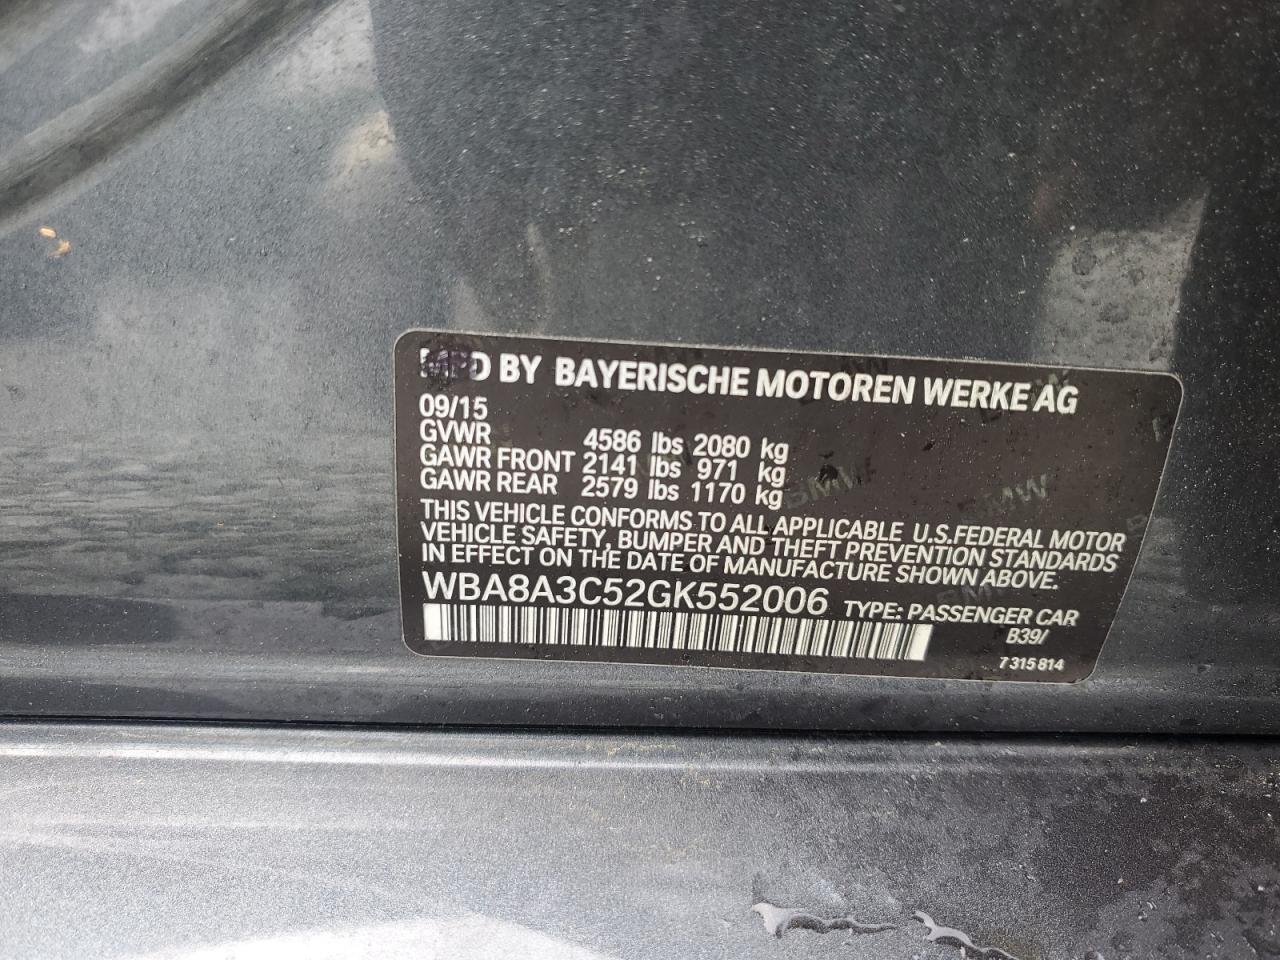 MFD BY BAYERISCHE MOTOREN WERKE AG
09/15
GVWR 4586 lbs 2080 kg
GAWR FRONT 2141 lbs 971 kg
GAWR REAR 2579 lbs 1170 kg
THIS VEHICLE CONFORMS TO ALL APPLICABLE U.S.FEDERAL MOTOR
VEHICLE SAFETY, BUMPER AND THEFT PREVENTION STANDARDS
IN EFFECT ON THE DATE OF MANUFACTURE SHOWN ABOVE.
WBA8A3C52GK552006 TYPE: PASSENGER CAR
B39/
7 315 814